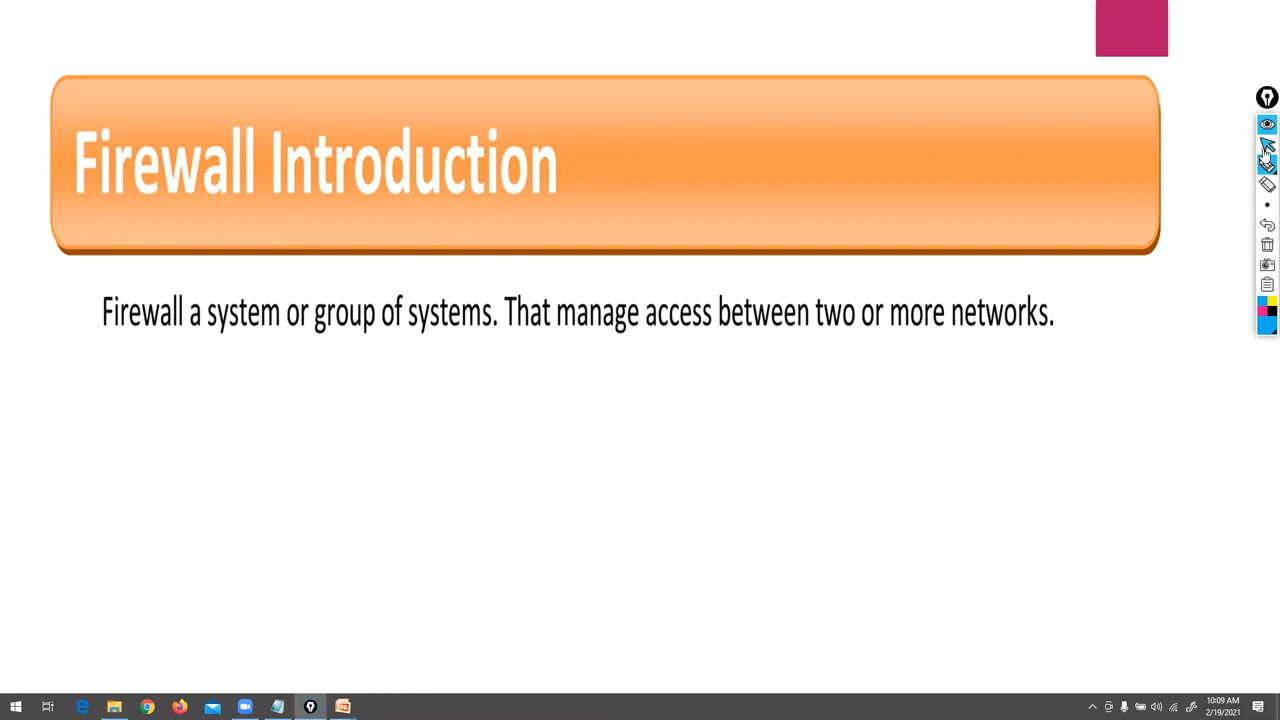 Firewall Introduction
Firewall a system or group of systems. That manage access between two or more networks.
10:09 AM
2/19/2021